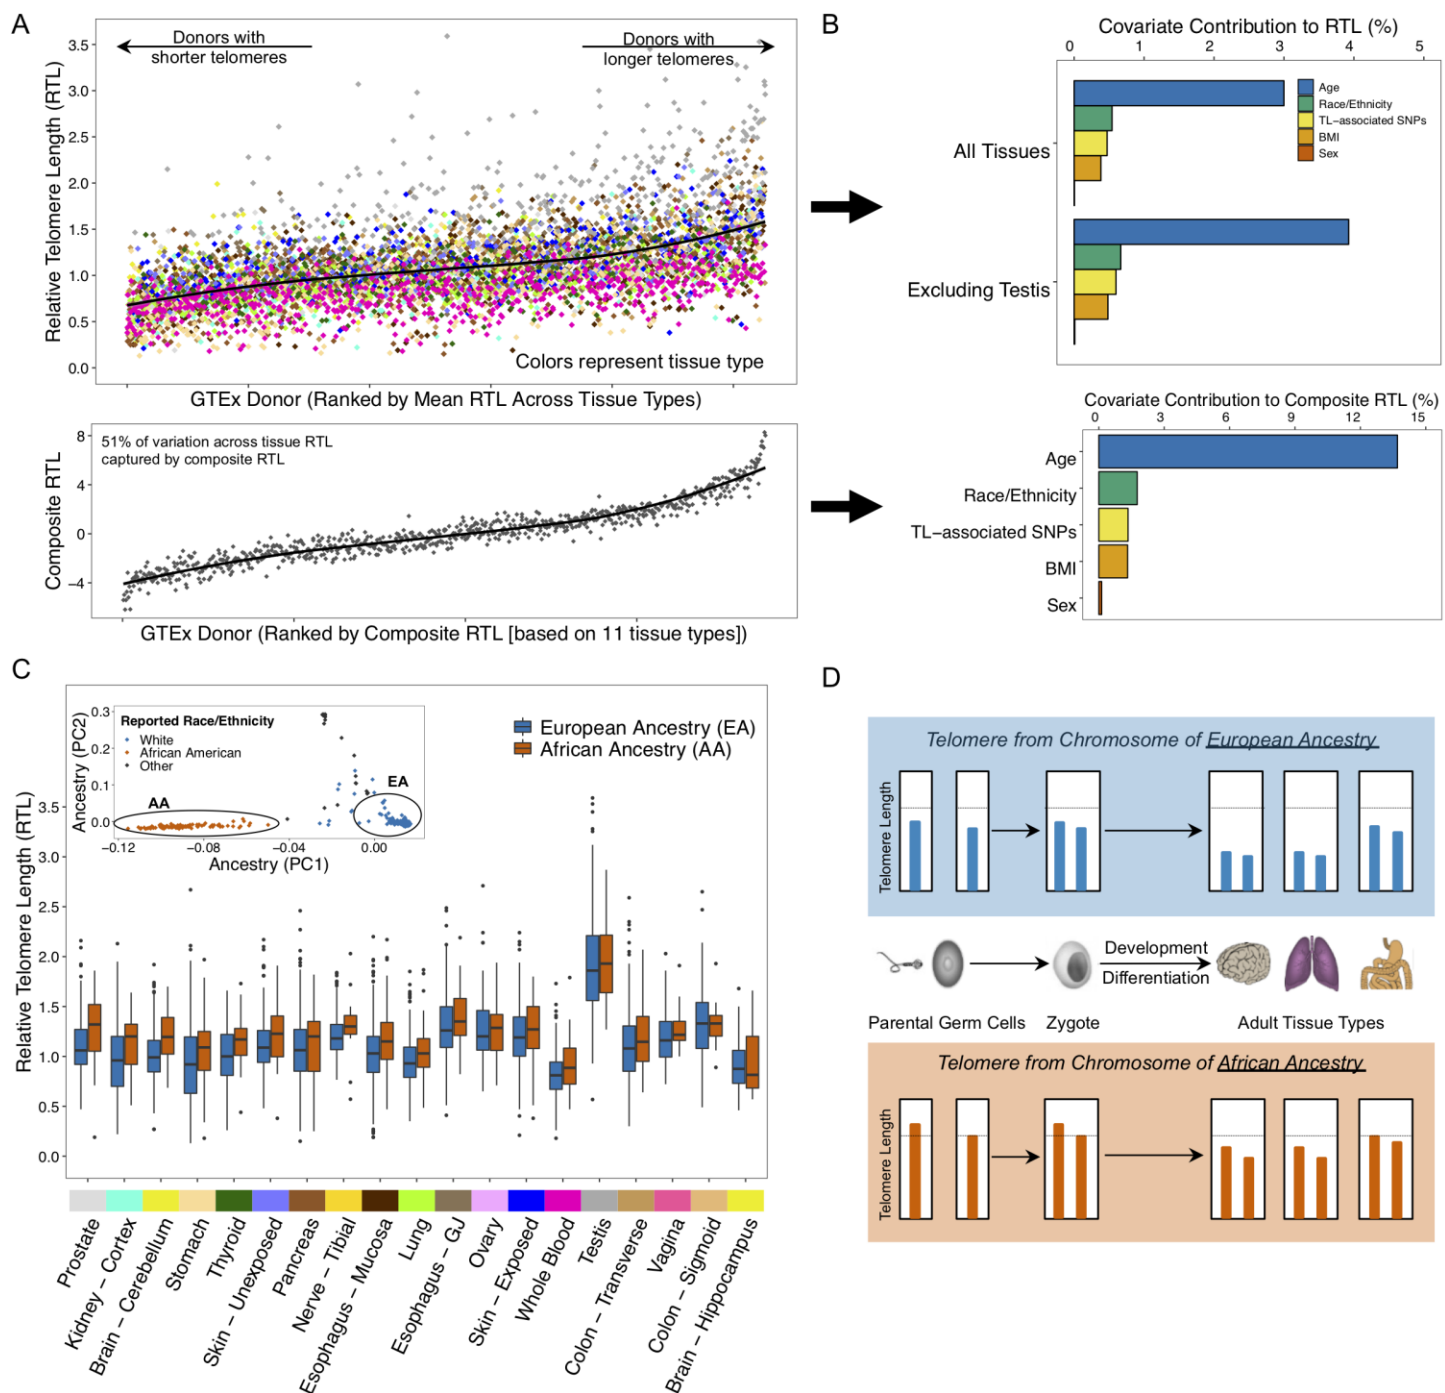 A
Donors with
shorter telomeres
Donors with
longer telomeres
Relative Telomere Length (RTL)
3.5
3.0
2.5
2.0
1.5
1.0
0.5
0.0
Colors represent tissue type
GTEx Donor (Ranked by Mean RTL Across Tissue Types)
51% of variation across tissue RTL
captured by composite RTL
Composite RTL
8
4
0
−4
GTEx Donor (Ranked by Composite RTL [based on 11 tissue types])
B
Covariate Contribution to RTL (%)
0 1 2 3 4 5
Age
Race/Ethnicity
TL−associated SNPs
BMI
Sex
All Tissues
Excluding Testis
Covariate Contribution to Composite RTL (%)
0 3 6 9 12 15
Age
Race/Ethnicity
TL−associated SNPs
BMI
Sex
C
Ancestry (PC2)
0.3
0.2
0.1
0.0
Reported Race/Ethnicity
White
African American
Other
AA
EA
−0.12 −0.08 −0.04 0.00
Ancestry (PC1)
European Ancestry (EA)
African Ancestry (AA)
Relative Telomere Length (RTL)
3.5
3.0
2.5
2.0
1.5
1.0
0.5
0.0
Prostate
Kidney − Cortex
Brain − Cerebellum
Stomach
Thyroid
Skin − Unexposed
Pancreas
Nerve − Tibial
Esophagus − Mucosa
Lung
Esophagus − GJ
Ovary
Skin − Exposed
Whole Blood
Testis
Colon − Transverse
Vagina
Colon − Sigmoid
Brain − Hippocampus
D
Telomere from Chromosome of European Ancestry
Telomere Length
Development
Differentiation
Parental Germ Cells
Zygote
Adult Tissue Types
Telomere from Chromosome of African Ancestry
Telomere Length